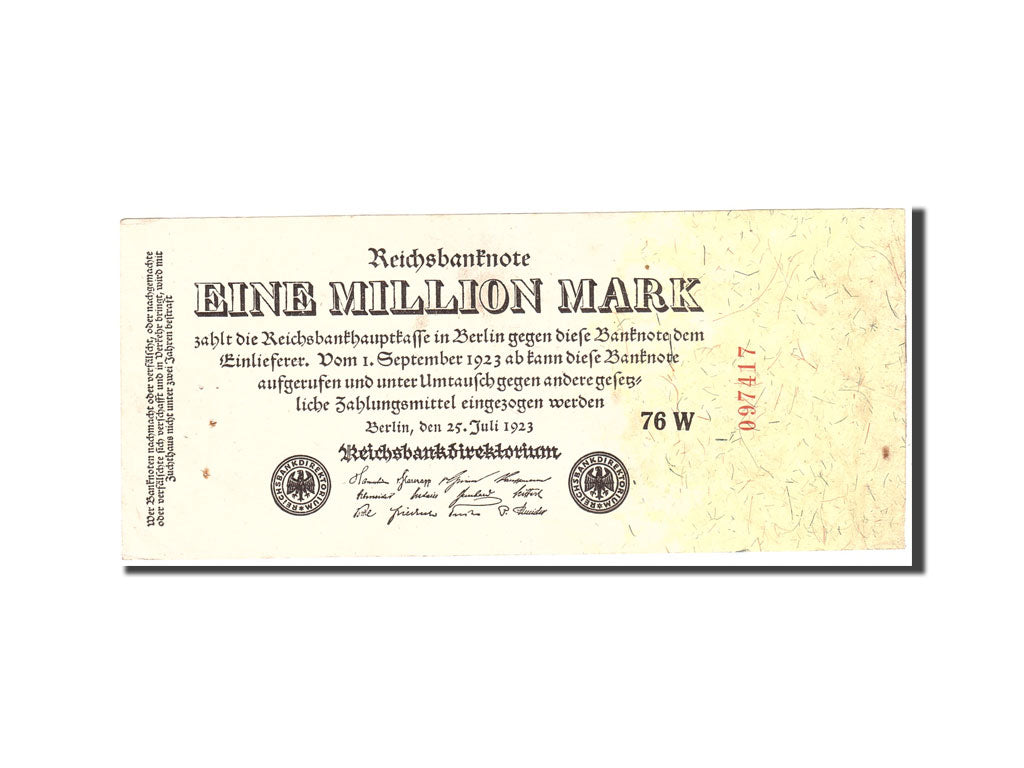 Reichsbanknote
EINE MILLION MARK
zahlt die Reichsbankhauptkasse in Berlin gegen diese Banknote dem
Einlieferer. Vom 1. September 1923 ab kann diese Banknote
aufgerufen und unter Umtausch gegen andere gesetz-
liche Zahlungsmittel eingezogen werden
Berlin, den 25. Juli 1923
Reichsbankdirektorium
REICHSBANKDIREKTORIUM
REICHSBANKDIREKTORIUM
76 W
097417
Wer Banknoten nachmacht oder verfälscht, oder nachgemachte
oder verfälschte sich verschafft und in Verkehr bringt, wird mit
Zuchthaus nicht unter zwei Jahren bestraft